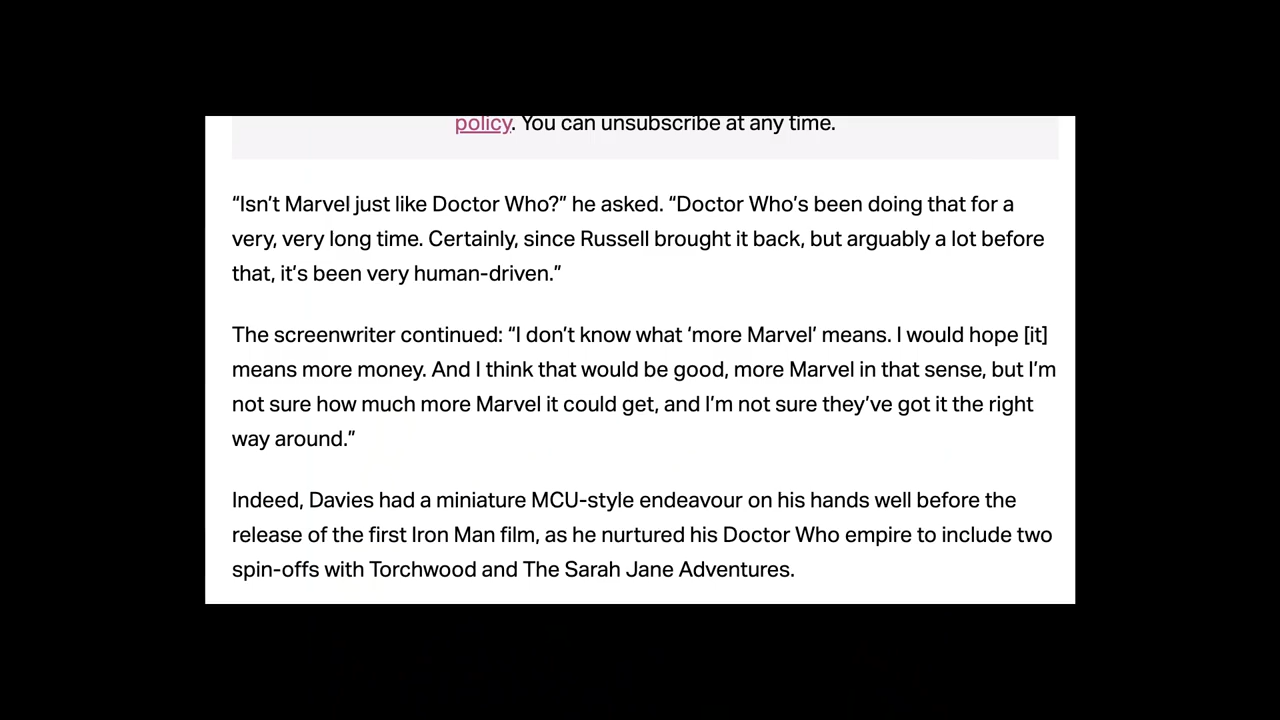 policy. You can unsubscribe at any time.
“Isn’t Marvel just like Doctor Who?” he asked. “Doctor Who’s been doing that for a
very, very long time. Certainly, since Russell brought it back, but arguably a lot before
that, it’s been very human-driven.”
The screenwriter continued: “I don’t know what ‘more Marvel’ means. I would hope [it]
means more money. And I think that would be good, more Marvel in that sense, but I’m
not sure how much more Marvel it could get, and I’m not sure they’ve got it the right
way around.”
Indeed, Davies had a miniature MCU-style endeavour on his hands well before the
release of the first Iron Man film, as he nurtured his Doctor Who empire to include two
spin-offs with Torchwood and The Sarah Jane Adventures.